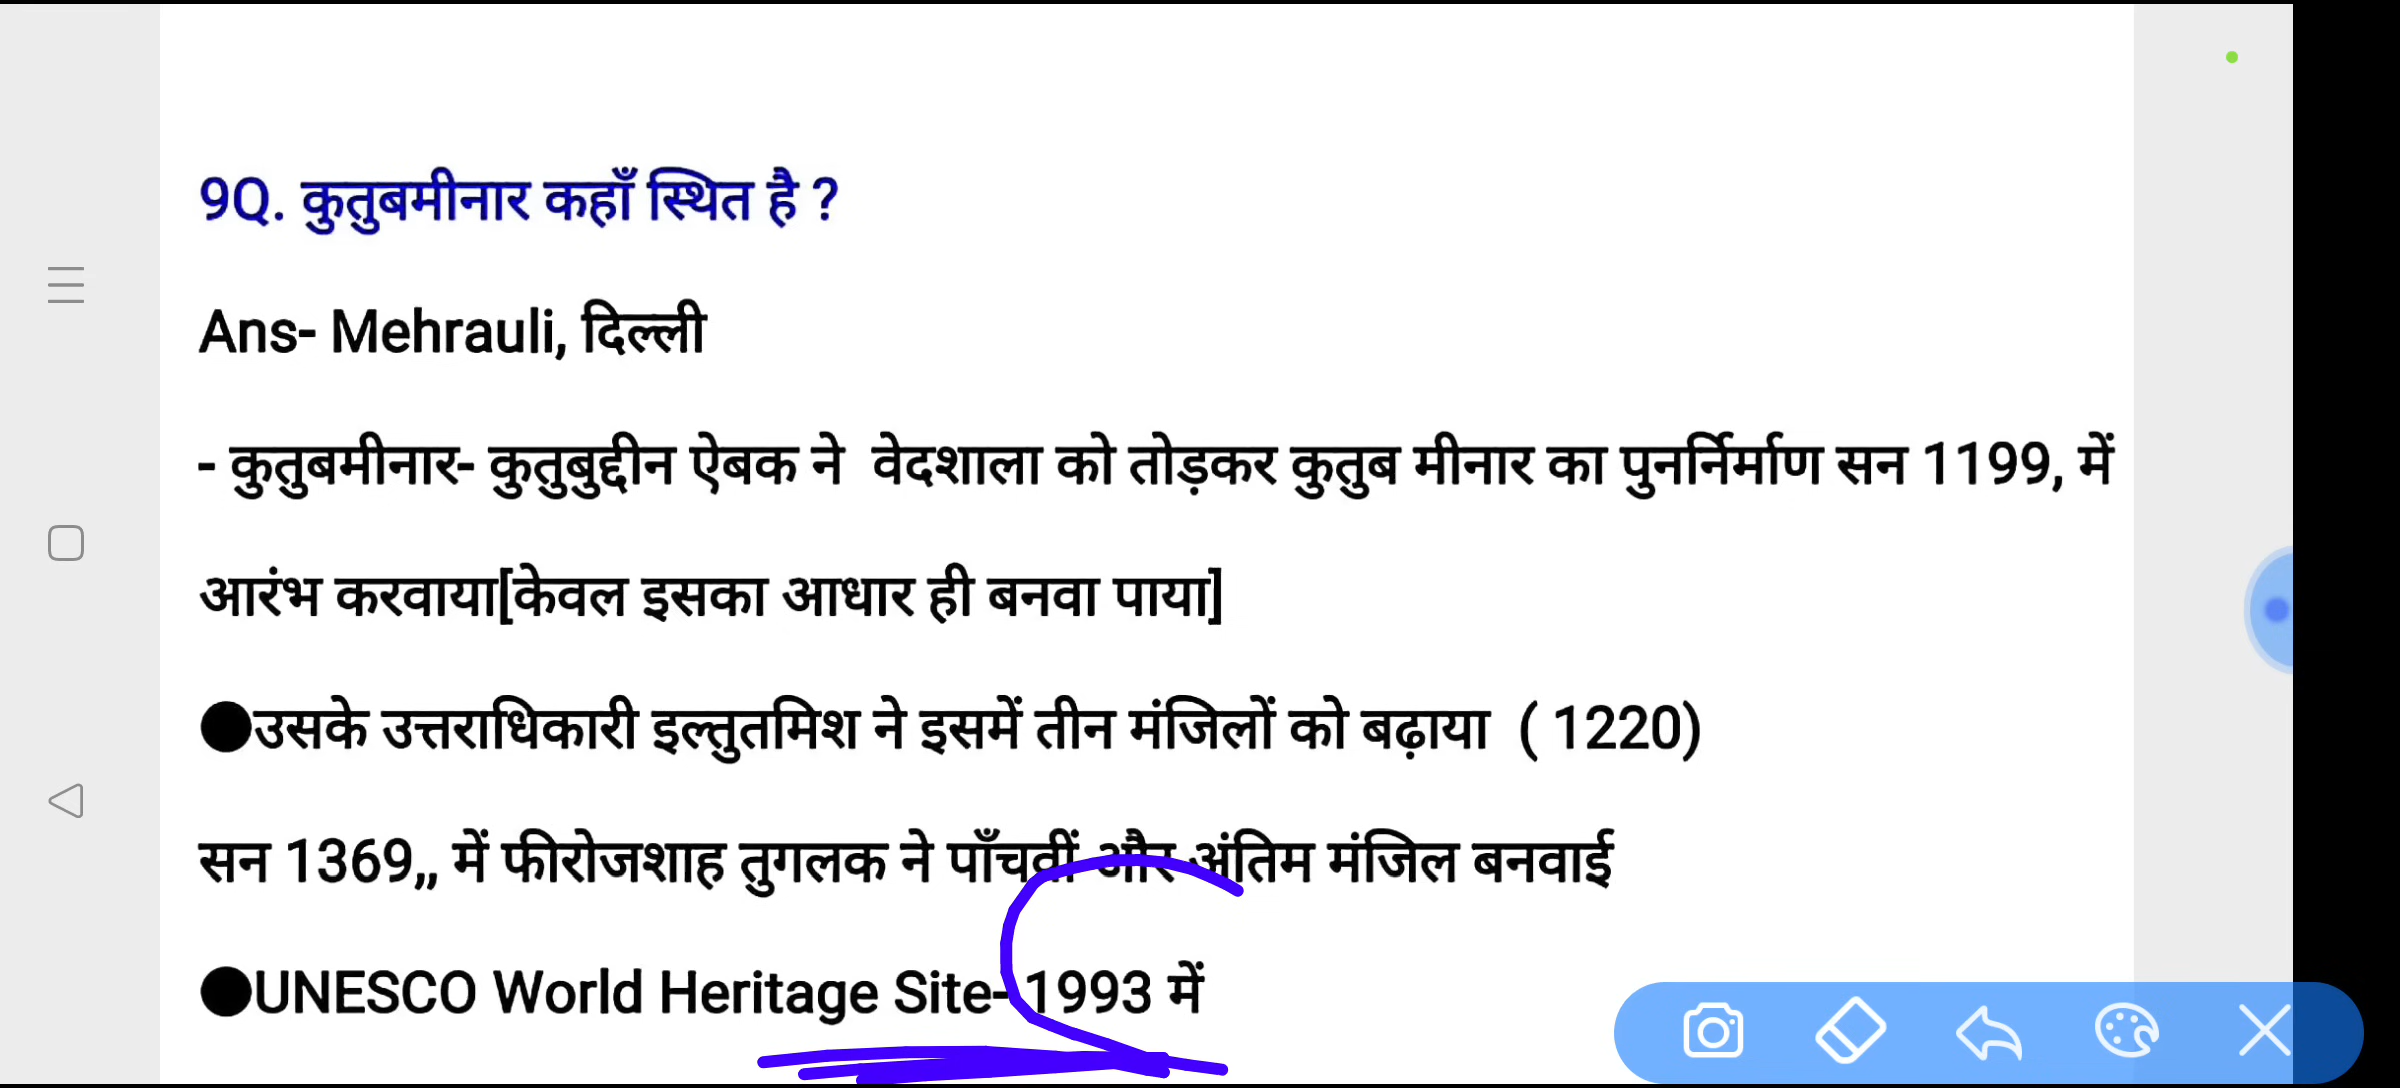 9Q. कुतुबमीनार कहाँ स्थित है ?
Ans- Mehrauli, दिल्ली
- कुतुबमीनार- कुतुबुद्दीन ऐबक ने वेदशाला को तोड़कर कुतुब मीनार का पुनर्निर्माण सन 1199, में
आरंभ करवाया[केवल इसका आधार ही बनवा पाया]
●उसके उत्तराधिकारी इल्तुतमिश ने इसमें तीन मंजिलों को बढ़ाया ( 1220)
सन 1369,, में फीरोजशाह तुगलक ने पाँचवीं और अंतिम मंजिल बनवाई
●UNESCO World Heritage Site- 1993 में